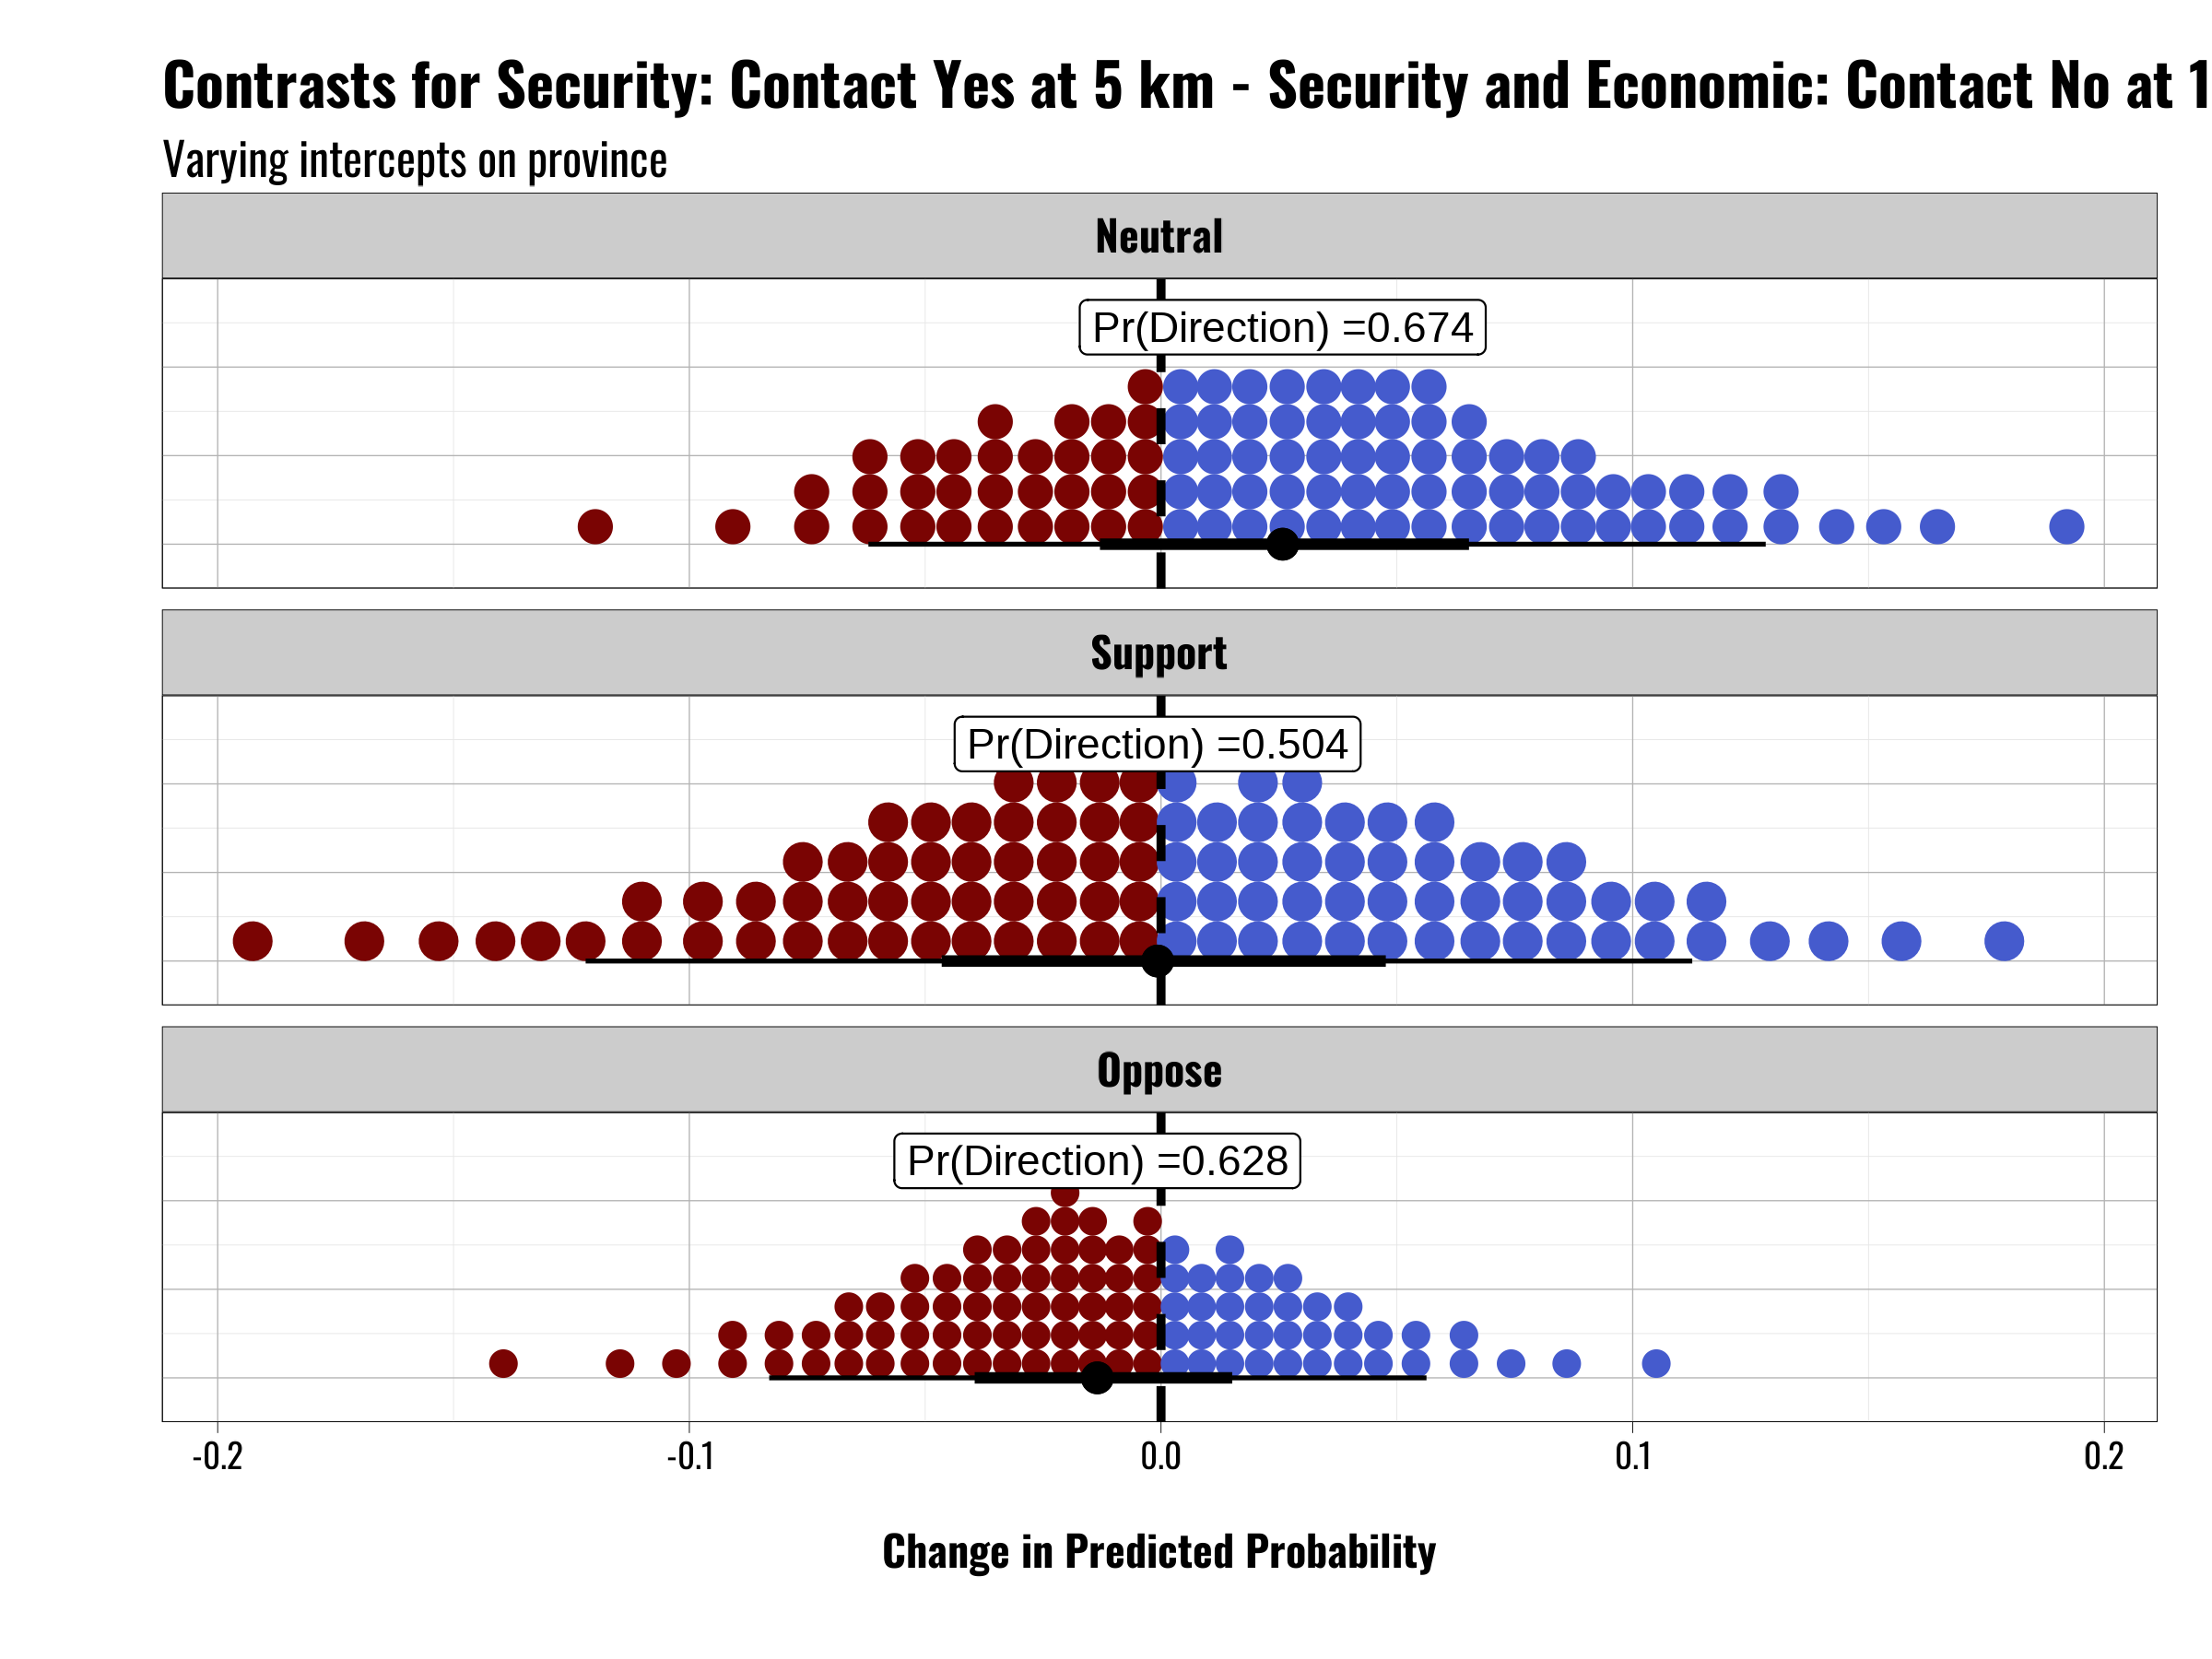 Contrasts for Security: Contact Yes at 5 km - Security and Economic: Contact No at 1
Varying intercepts on province
Neutral
Pr(Direction) =0.674
Support
Pr(Direction) =0.504
Oppose
Pr(Direction) =0.628
-0.2 -0.1 0.0 0.1 0.2
Change in Predicted Probability